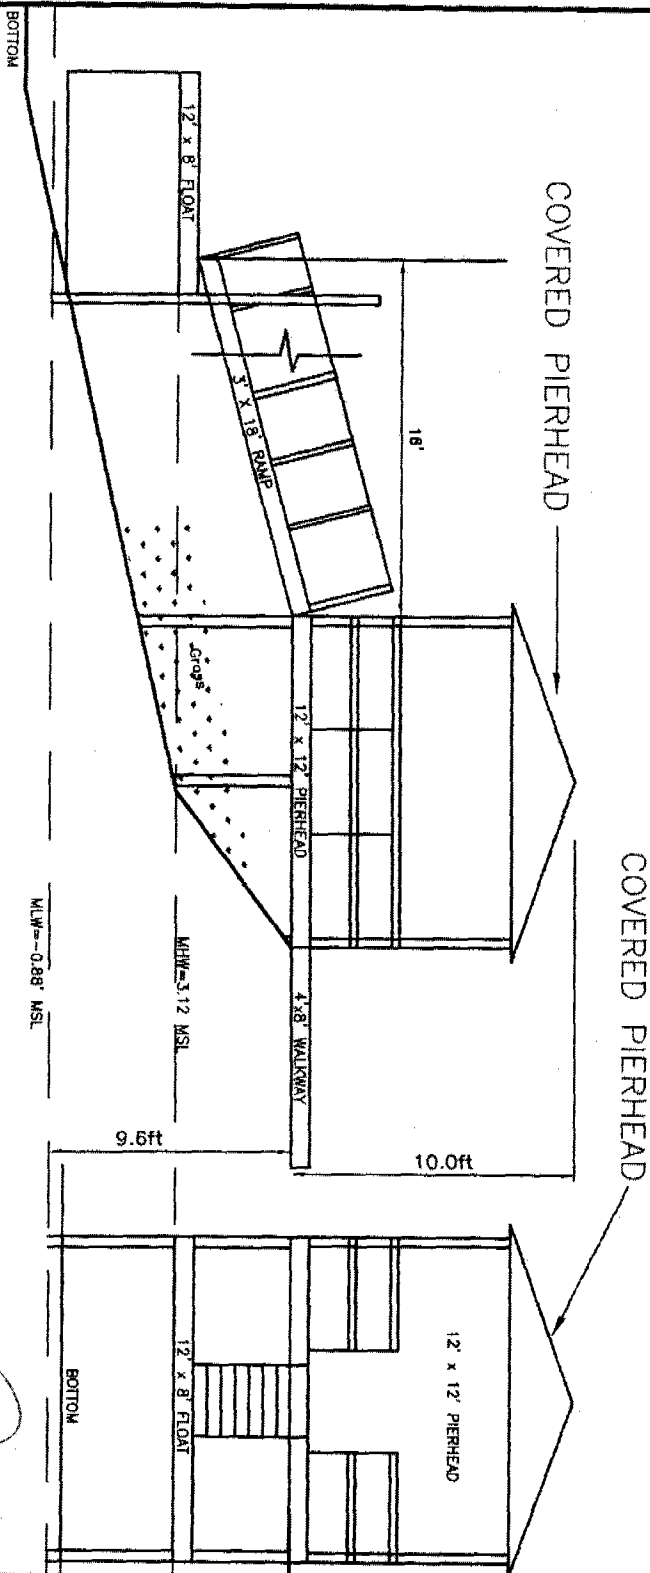 COVERED PIERHEAD
COVERED PIERHEAD
BOTTOM
12' x 8' FLOAT
3' X 18' RAMP
18'
Grass
12' x 12' PIERHEAD
4'x8' WALKWAY
MHW=3.12 MSL
MLW=-0.88' MSL
9.6ft
10.0ft
12' x 12' PIERHEAD
12' x 8' FLOAT
BOTTOM